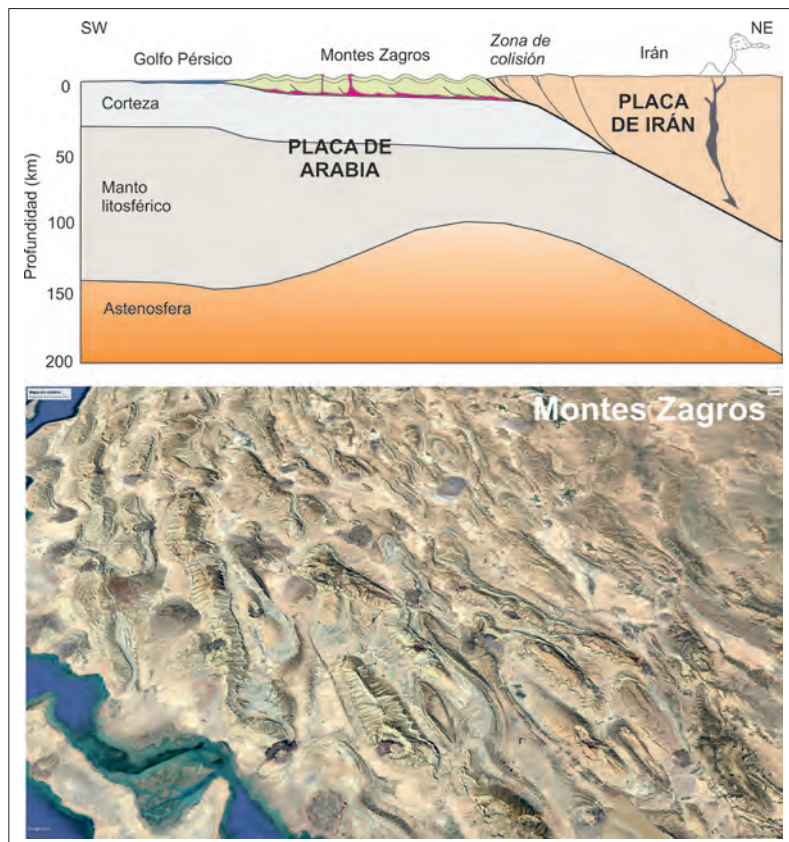 SW
NE
Golfo Pérsico
Montes Zagros
Zona de
colisión
Irán
0
50
100
150
200
Profundidad (km)
Corteza
PLACA DE
ARABIA
PLACA
DE IRÁN
Manto
litosférico
Astenosfera
Montes Zagros